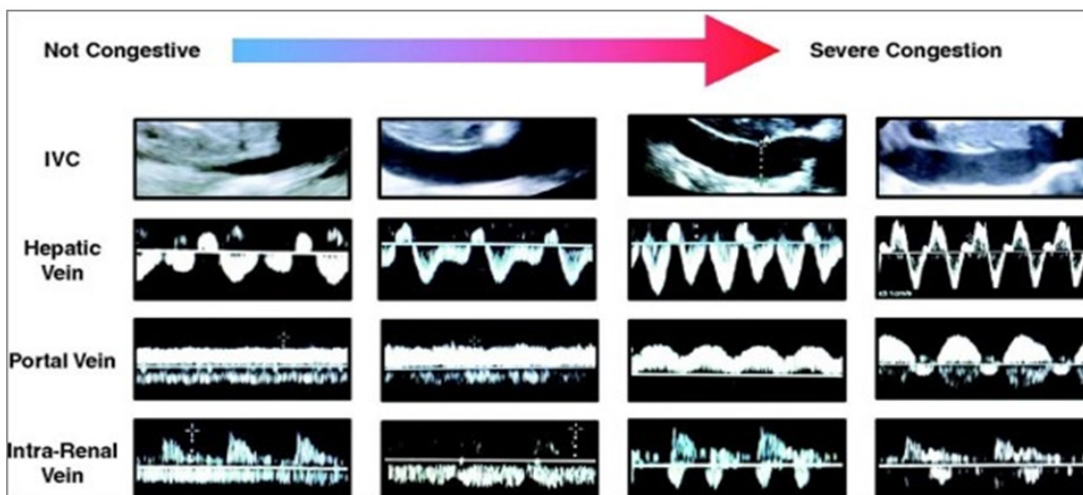 Not Congestive
Severe Congestion
IVC
Hepatic
Vein
Portal Vein
Intra-Renal
Vein